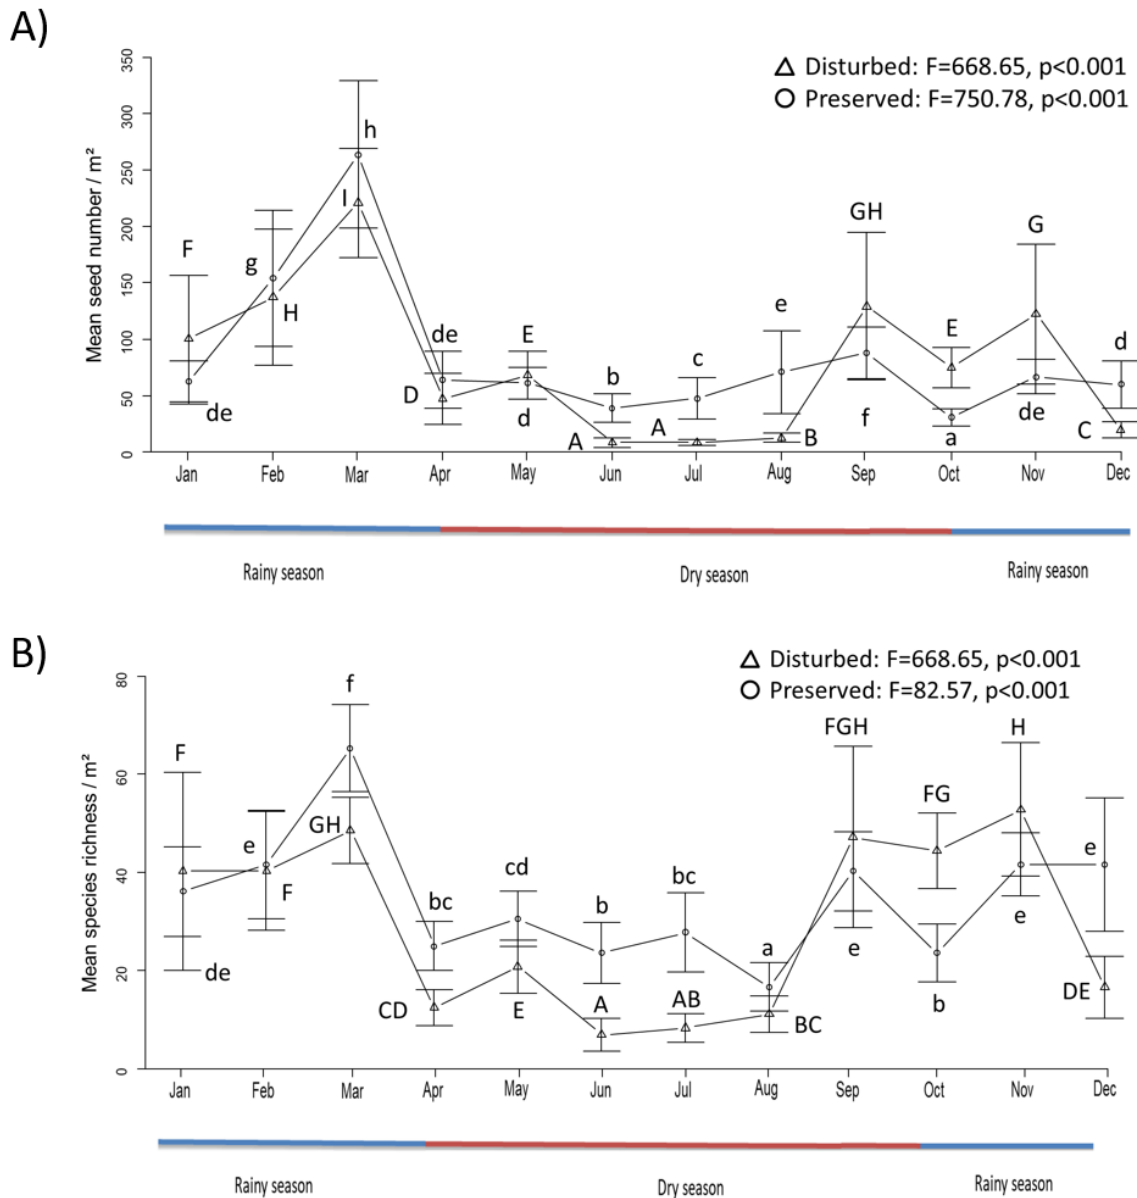 A)
△ Disturbed: F=668.65, p<0.001
○ Preserved: F=750.78, p<0.001
Mean seed number / m²
350
300
250
200
150
100
50
0
F
de
g
H
h
I
de
D
E
d
b
A
c
A
e
B
GH
f
E
a
G
de
d
C
Jan Feb Mar Apr May Jun Jul Aug Sep Oct Nov Dec
Rainy season Dry season Rainy season
B)
△ Disturbed: F=668.65, p<0.001
○ Preserved: F=82.57, p<0.001
Mean species richness / m²
80
60
40
20
0
F
de
e
F
f
GH
bc
CD
cd
E
b
A
bc
AB
a
BC
FGH
e
FG
b
H
e
e
DE
Jan Feb Mar Apr May Jun Jul Aug Sep Oct Nov Dec
Rainy season Dry season Rainy season